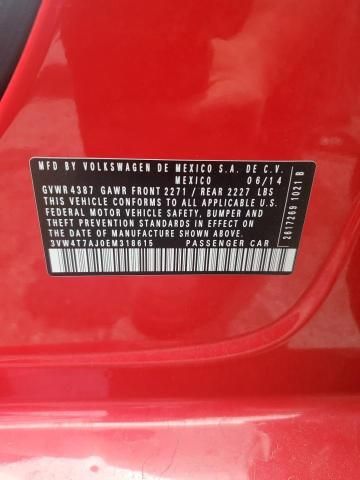 MFD BY VOLKSWAGEN DE MEXICO S.A. DE C.V.
MEXICO 06/14
GVWR 4387 GAWR FRONT 2271 / REAR 2227 LBS
THIS VEHICLE CONFORMS TO ALL APPLICABLE U.S.
FEDERAL MOTOR VEHICLE SAFETY, BUMPER AND
THEFT PREVENTION STANDARDS IN EFFECT ON
THE DATE OF MANUFACTURE SHOWN ABOVE
3VW4T7AJ0EM318615 PASSENGER CAR
2617269 1021 B